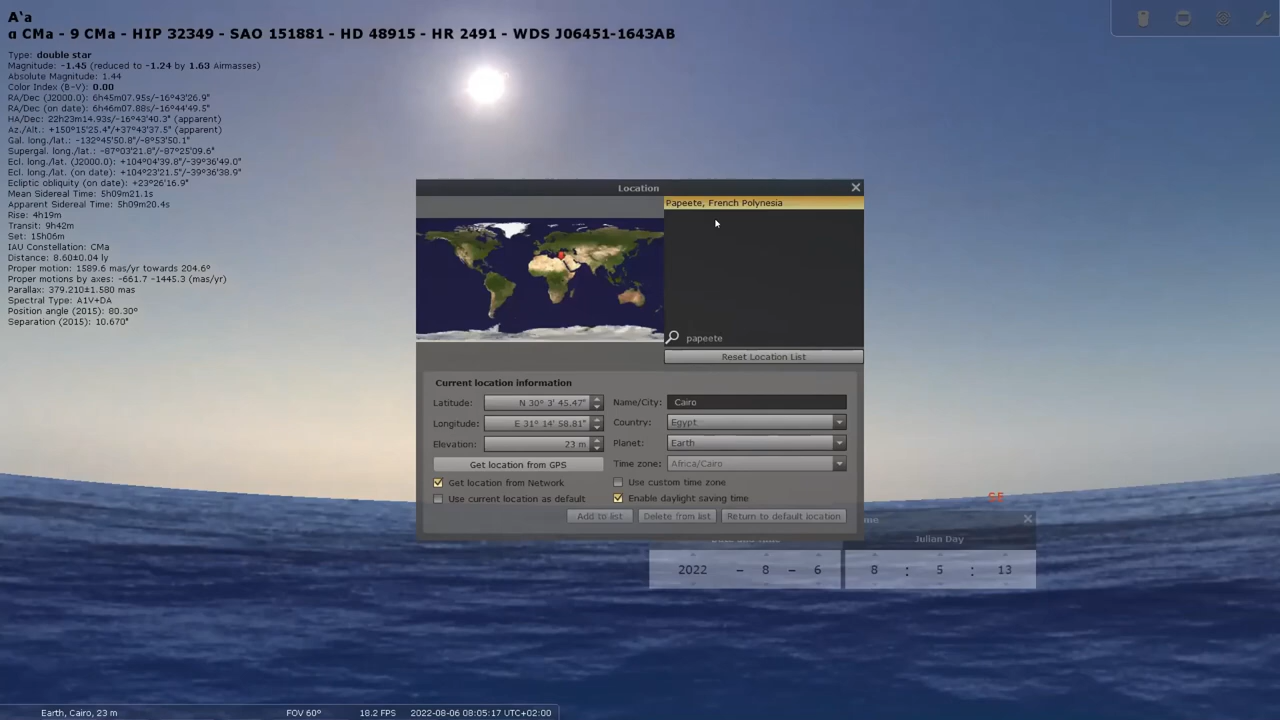 A`a
α CMa - 9 CMa - HIP 32349 - SAO 151881 - HD 48915 - HR 2491 - WDS J06451-1643AB
Type: double star
Magnitude: -1.45 (reduced to -1.24 by 1.63 Airmasses)
Absolute Magnitude: 1.44
Color Index (B-V): 0.00
RA/Dec (J2000.0): 6h45m07.95s/-16°43'26.9"
RA/Dec (on date): 6h46m07.88s/-16°44'49.5"
HA/Dec: 22h23m14.93s/-16°43'40.3" (apparent)
Az./Alt.: +150°15'25.4"/+37°43'37.5" (apparent)
Gal. long./lat.: -132°45'50.8"/-8°53'50.1"
Supergal. long./lat.: -87°03'21.8"/-87°25'09.6"
Ecl. long./lat. (J2000.0): +104°04'39.8"/-39°36'49.0"
Ecl. long./lat. (on date): +104°23'21.5"/-39°36'38.9"
Ecliptic obliquity (on date): +23°26'16.9"
Mean Sidereal Time: 5h09m21.1s
Apparent Sidereal Time: 5h09m20.4s
Rise: 4h19m
Transit: 9h42m
Set: 15h06m
IAU Constellation: CMa
Distance: 8.60±0.04 ly
Proper motion: 1589.6 mas/yr towards 204.6°
Proper motions by axes: -661.7 -1445.3 (mas/yr)
Parallax: 379.210±1.580 mas
Spectral Type: A1V+DA
Position angle (2015): 80.30°
Separation (2015): 10.670"
Location
Papeete, French Polynesia
papeete
Reset Location List
Current location information
Latitude: N 30° 3' 45.47" Name/City: Cairo
Longitude: E 31° 14' 58.81" Country: Egypt
Elevation: 23 m Planet: Earth
Get location from GPS Time zone: Africa/Cairo
Get location from Network Use custom time zone
Use current location as default Enable daylight saving time
Add to list Delete from list Return to default location
me
Julian Day
2022 - 8 - 6 8 : 5 : 13
Earth, Cairo, 23 m FOV 60° 18.2 FPS 2022-08-06 08:05:17 UTC+02:00